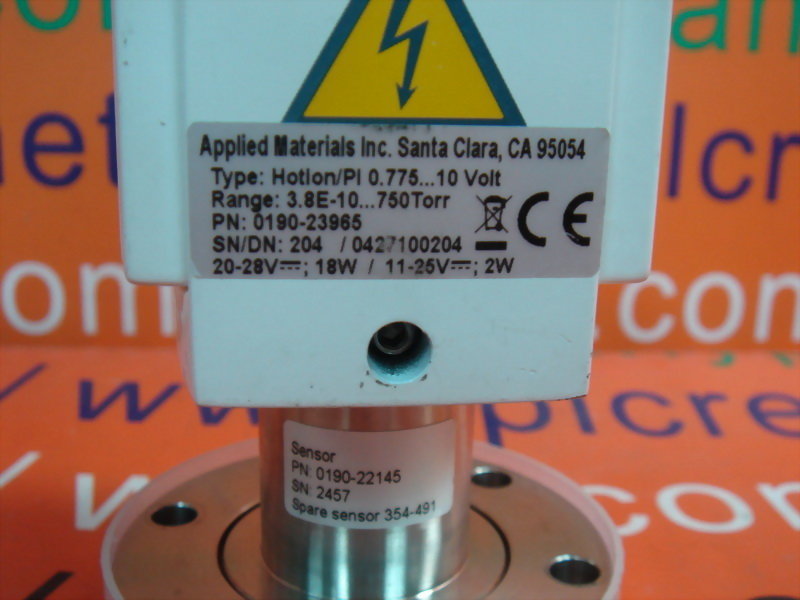 Applied Materials Inc. Santa Clara, CA 95054
Type: HotIon/PI 0.775...10 Volt
Range: 3.8E-10...750Torr
PN: 0190-23965
SN/DN: 204 / 0427100204
20-28V⎓; 18W / 11-25V⎓; 2W
CE
Sensor
PN: 0190-22145
SN: 2457
Spare sensor 354-491